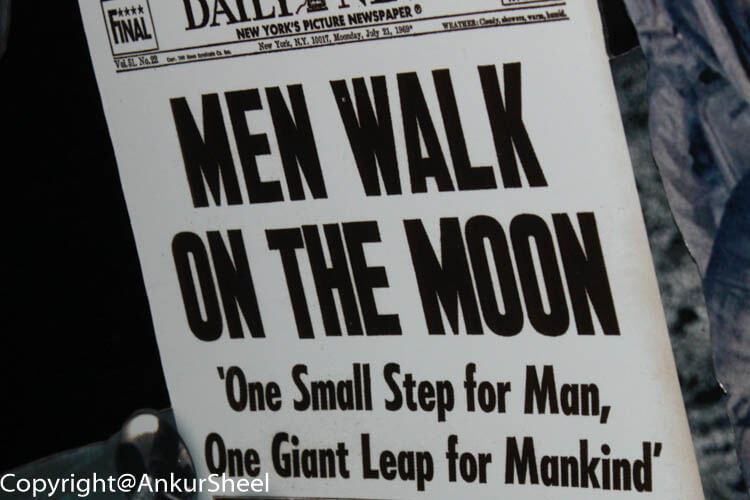 ★★★★
FINAL
DAILY NE
NEW YORK'S PICTURE NEWSPAPER ®
Vol. 51. No. 22
New York, N.Y. 10017, Monday, July 21, 1969*
WEATHER: Cloudy, showers, warm, humid.
MEN WALK
ON THE MOON
'One Small Step for Man,
One Giant Leap for Mankind'
Copyright@AnkurSheel